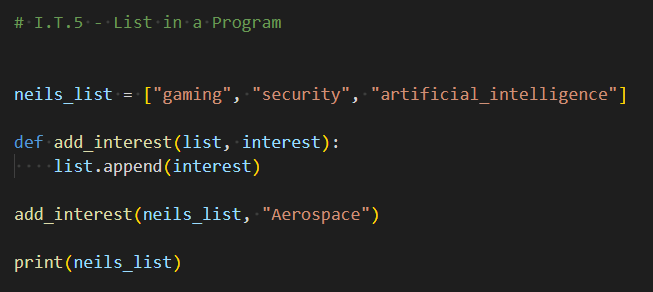 # I.T.5 - List in a Program
neils_list = ["gaming", "security", "artificial_intelligence"]
def add_interest(list, interest):
    list.append(interest)
add_interest(neils_list, "Aerospace")
print(neils_list)